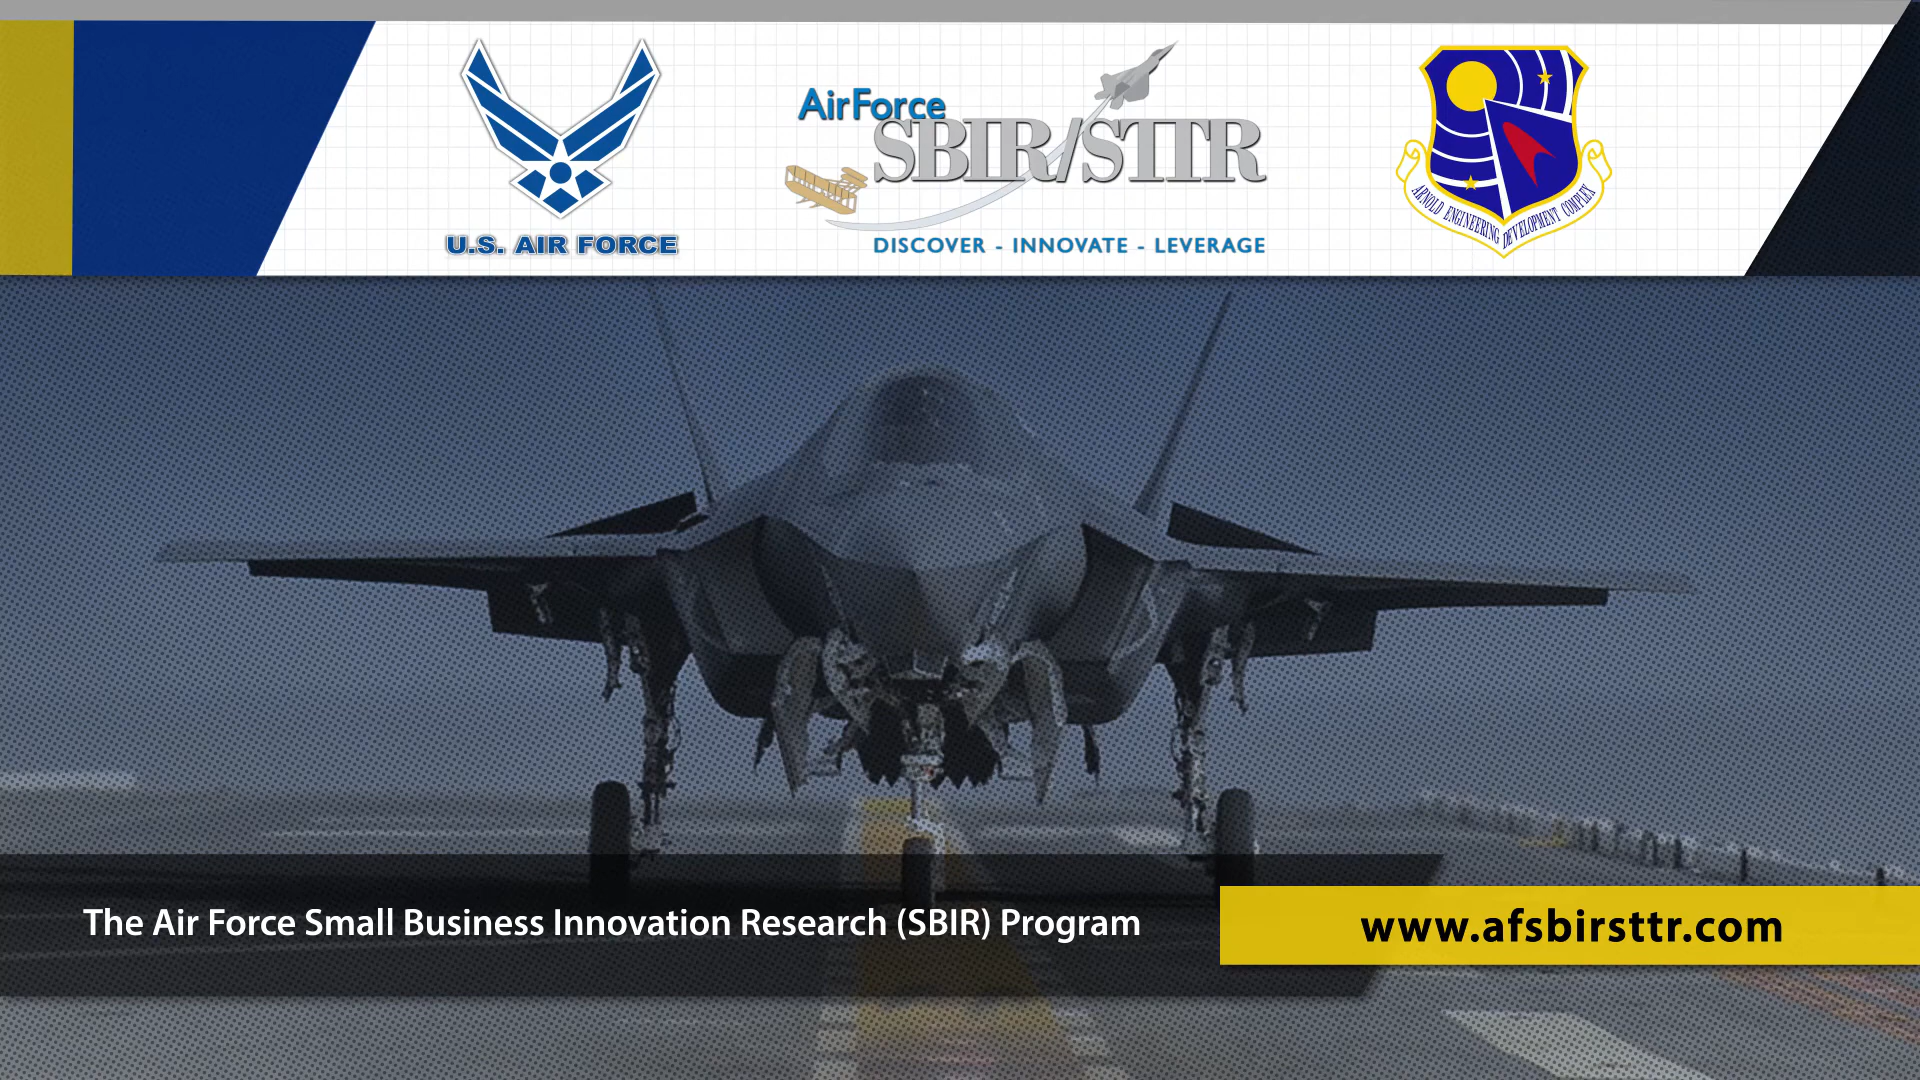 U.S. AIR FORCE
AirForce
SBIR/STTR
DISCOVER - INNOVATE - LEVERAGE
ARNOLD ENGINEERING DEVELOPMENT COMPLEX
The Air Force Small Business Innovation Research (SBIR) Program
www.afsbirsttr.com